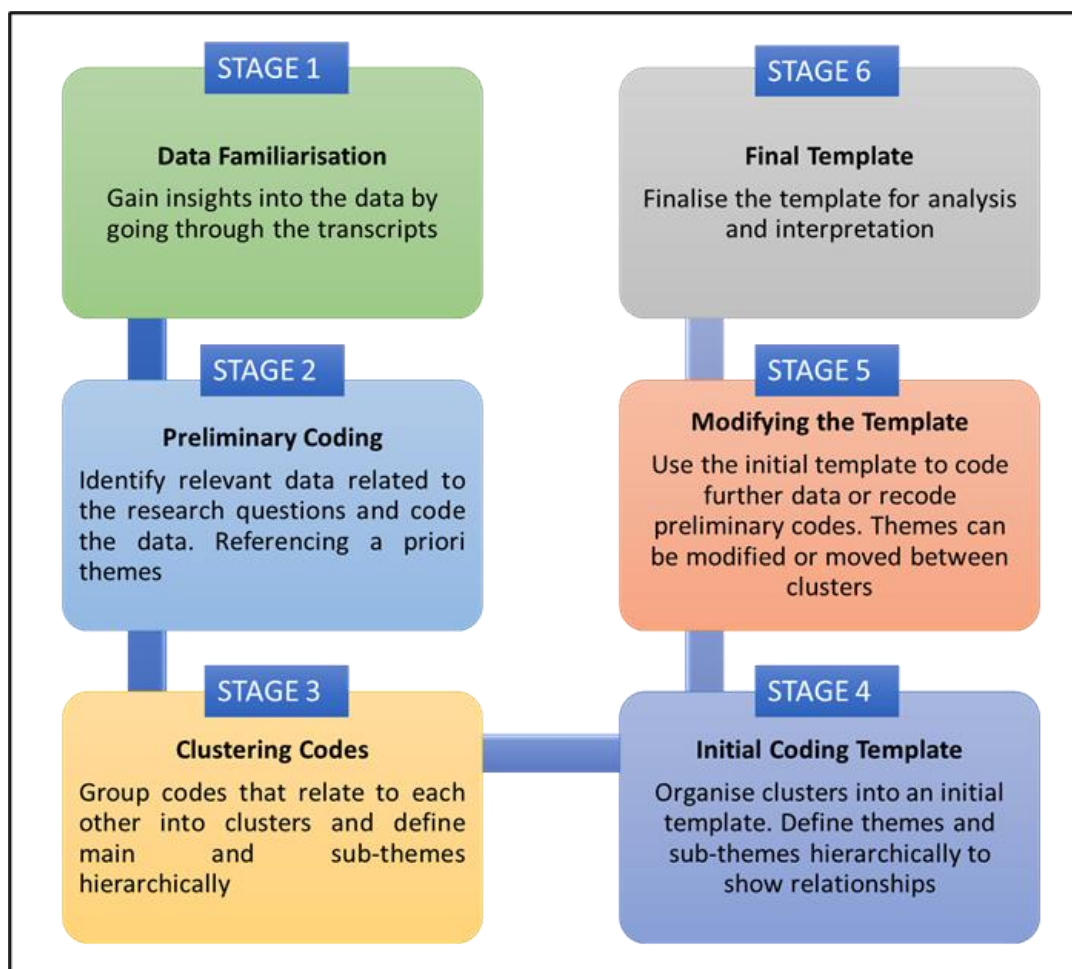 STAGE 1
Data Familiarisation
Gain insights into the data by
going through the transcripts
STAGE 2
Preliminary Coding
Identify relevant data related to
the research questions and code
the data. Referencing a priori
themes
STAGE 3
Clustering Codes
Group codes that relate to each
other into clusters and define
main and sub-themes
hierarchically
STAGE 4
Initial Coding Template
Organise clusters into an initial
template. Define themes and
sub-themes hierarchically to
show relationships
STAGE 5
Modifying the Template
Use the initial template to code
further data or recode
preliminary codes. Themes can
be modified or moved between
clusters
STAGE 6
Final Template
Finalise the template for analysis
and interpretation